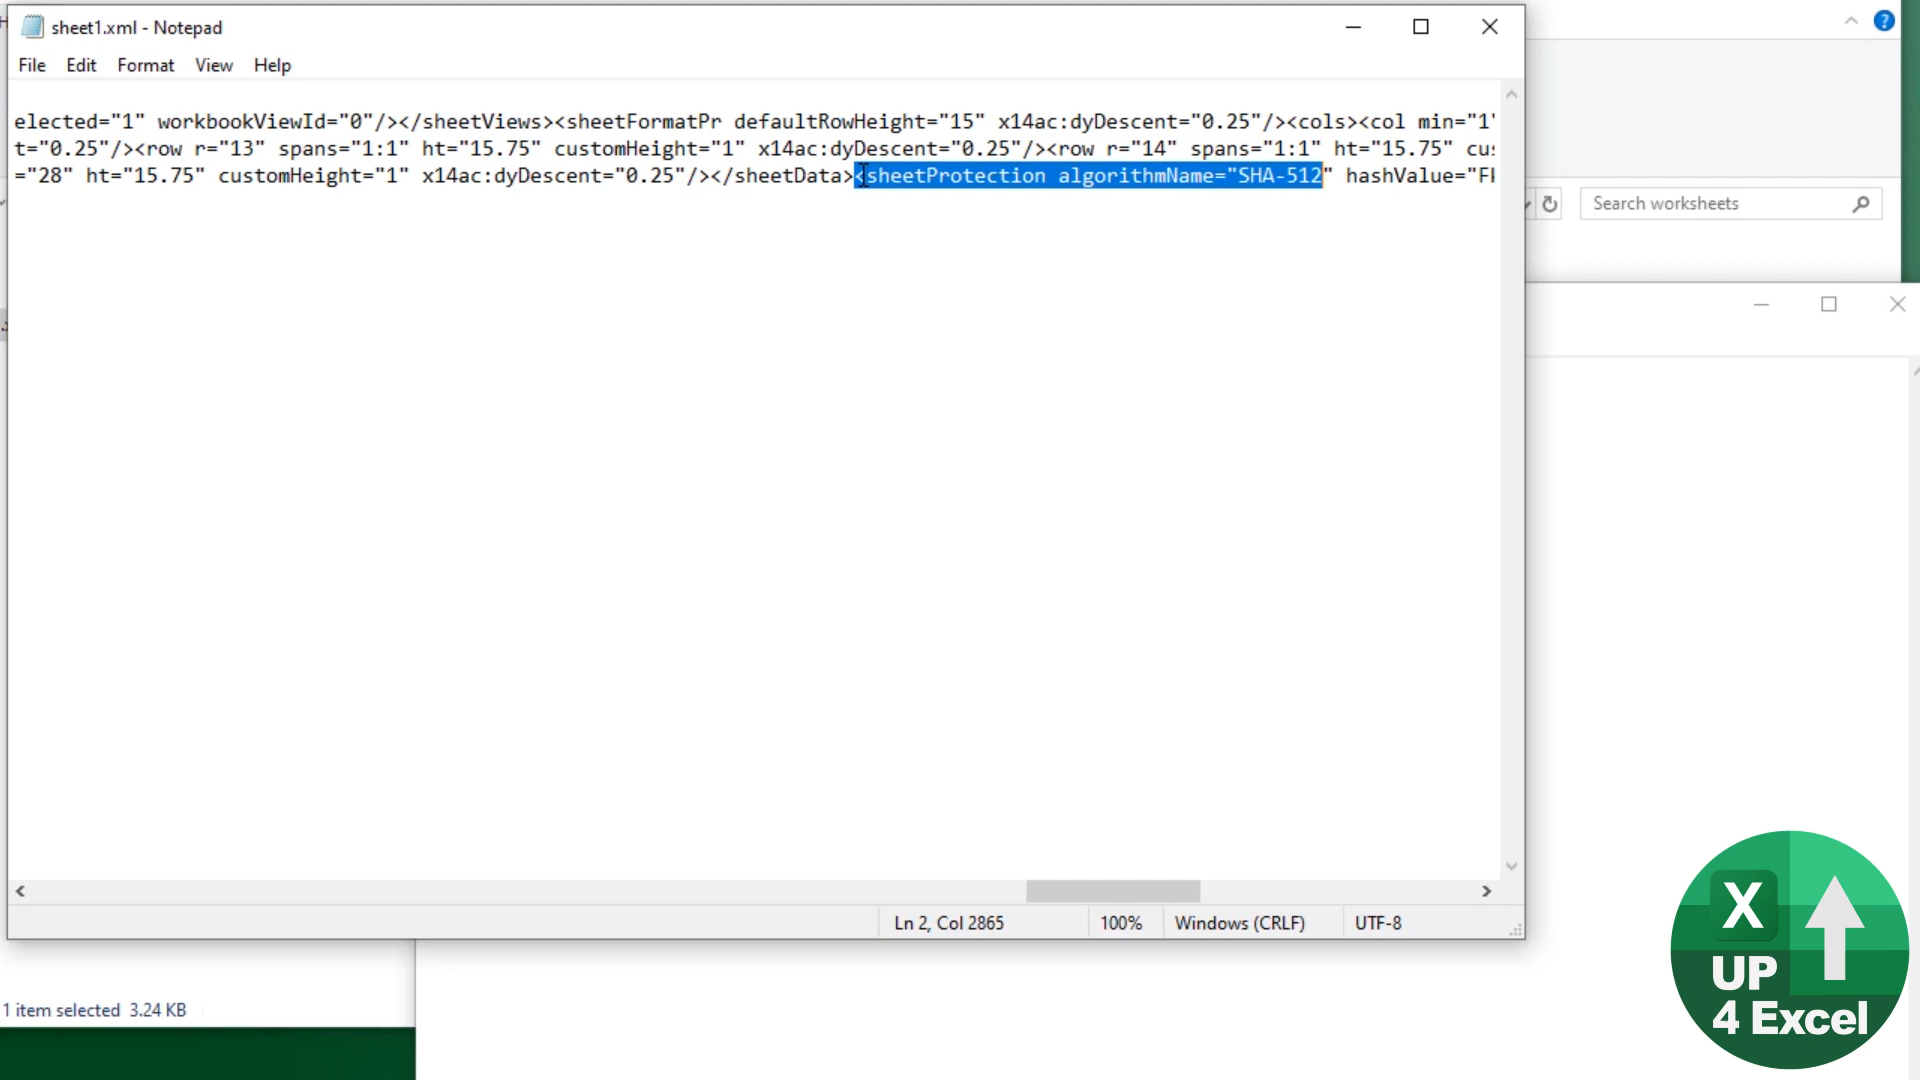 sheet1.xml - Notepad
File Edit Format View Help
elected="1" workbookViewId="0"/></sheetViews><sheetFormatPr defaultRowHeight="15" x14ac:dyDescent="0.25"/><cols><col min="1"
t="0.25"/><row r="13" spans="1:1" ht="15.75" customHeight="1" x14ac:dyDescent="0.25"/><row r="14" spans="1:1" ht="15.75" cus
="28" ht="15.75" customHeight="1" x14ac:dyDescent="0.25"/></sheetData><sheetProtection algorithmName="SHA-512" hashValue="F
Search worksheets
Ln 2, Col 2865 100% Windows (CRLF) UTF-8
1 item selected 3.24 KB
X
UP
4 Excel